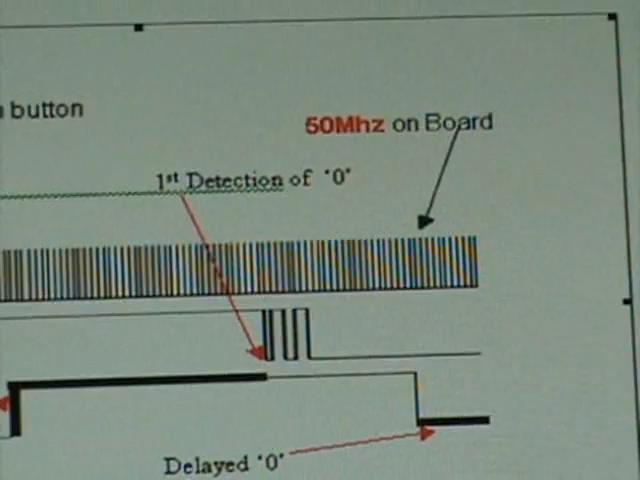 button
50Mhz on Board
1st Detection of '0'
Delayed '0'